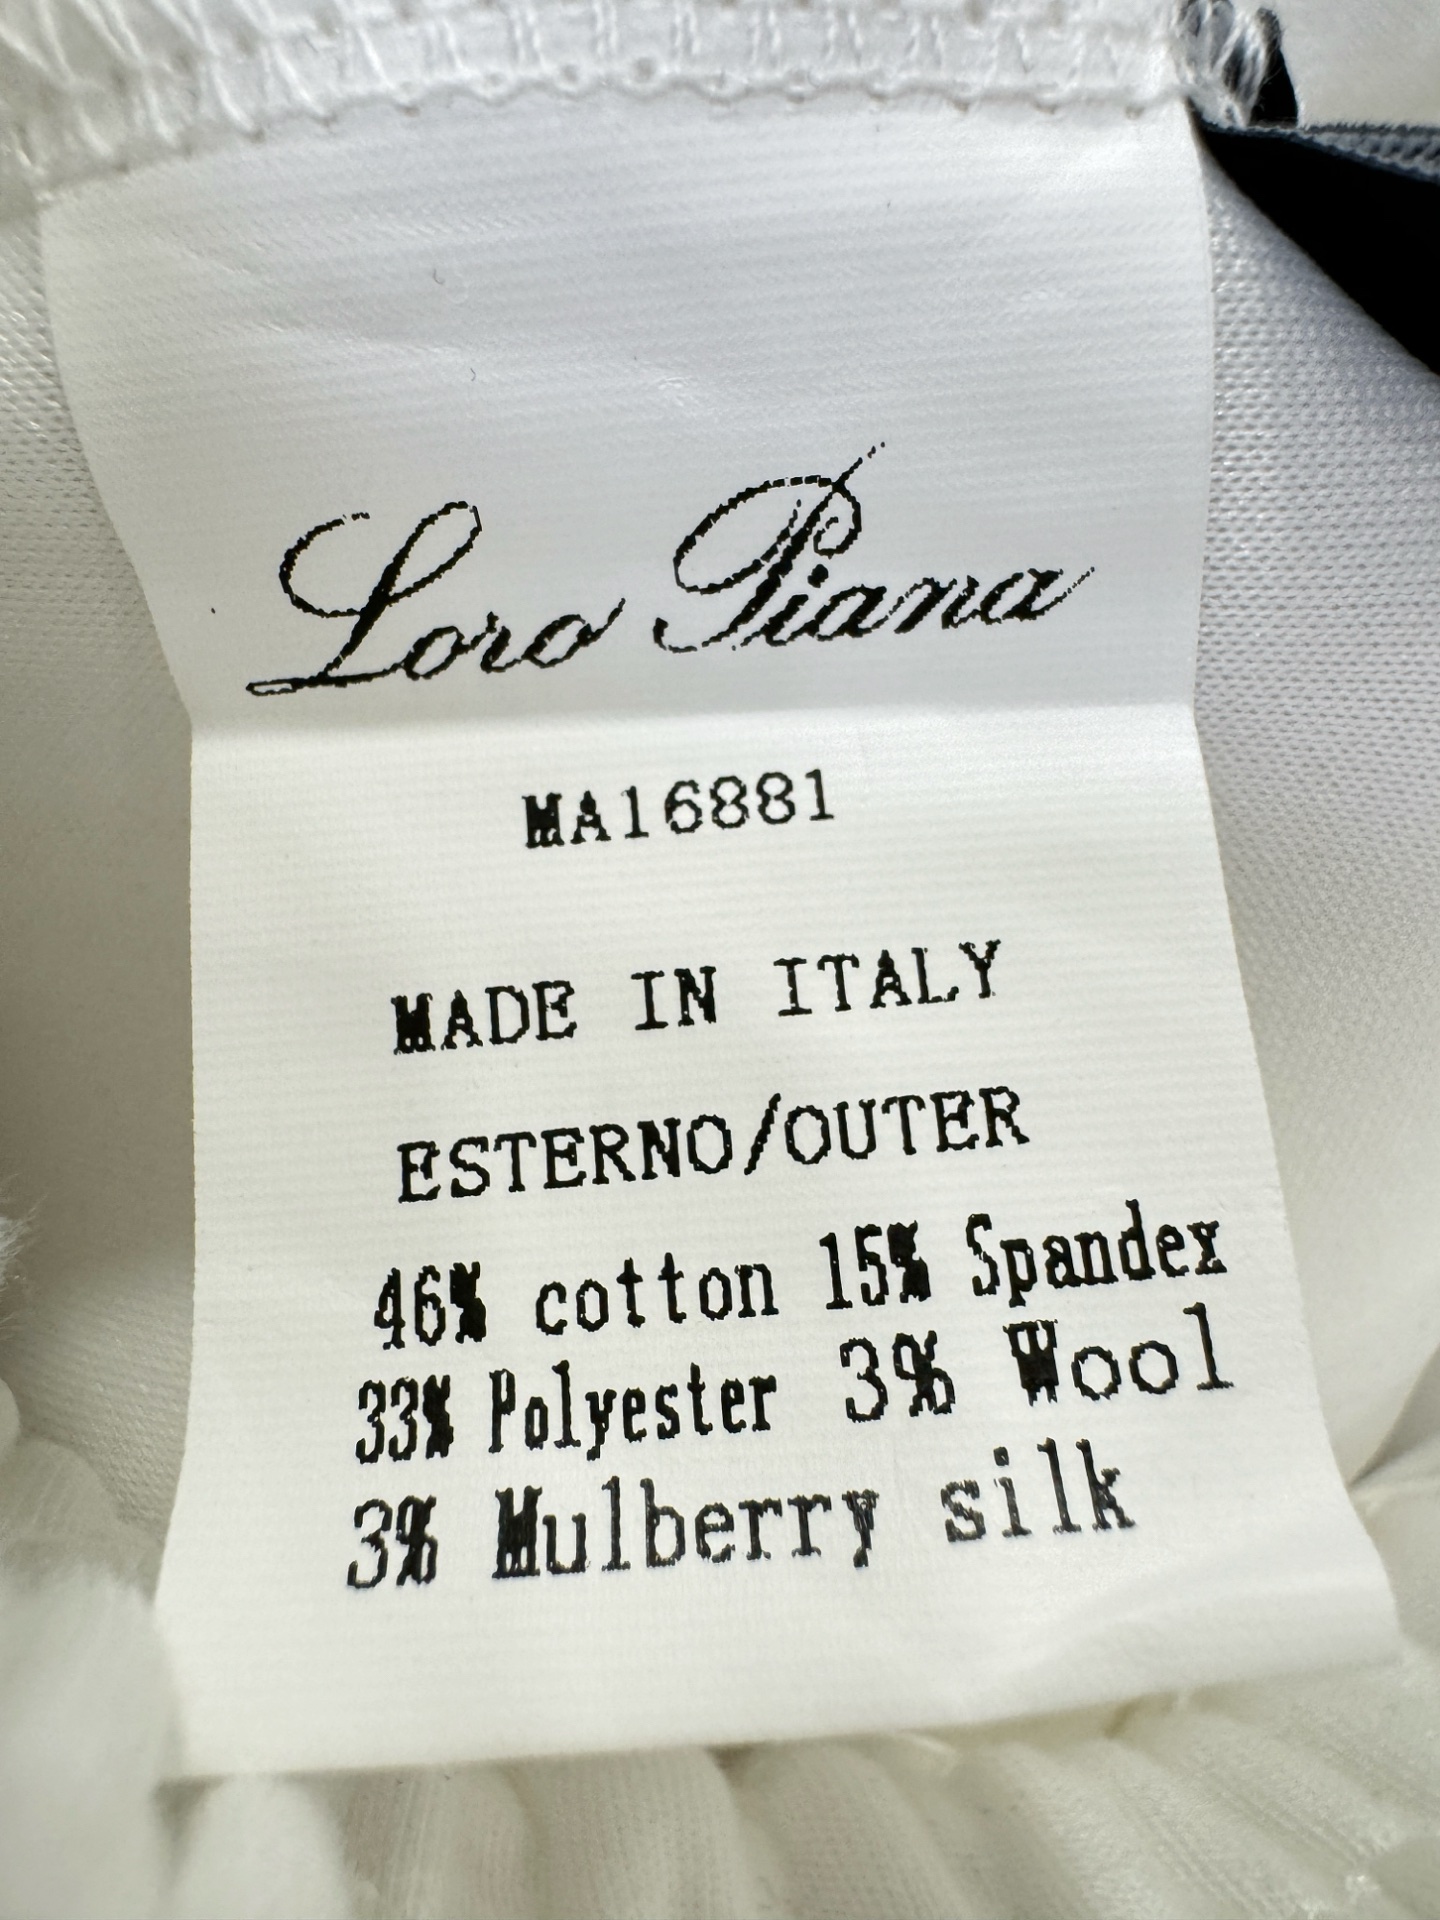 Loro Piana
MA16881
MADE IN ITALY
ESTERNO/OUTER
46% cotton 15% Spandex
33% Polyester 3% Wool
3% Mulberry silk